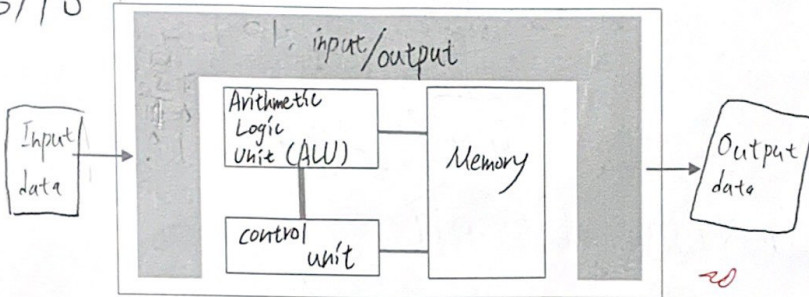 input/output
Input
data
Arithmetic
Logic
Unit (ALU)
Memory
control
unit
Output
data